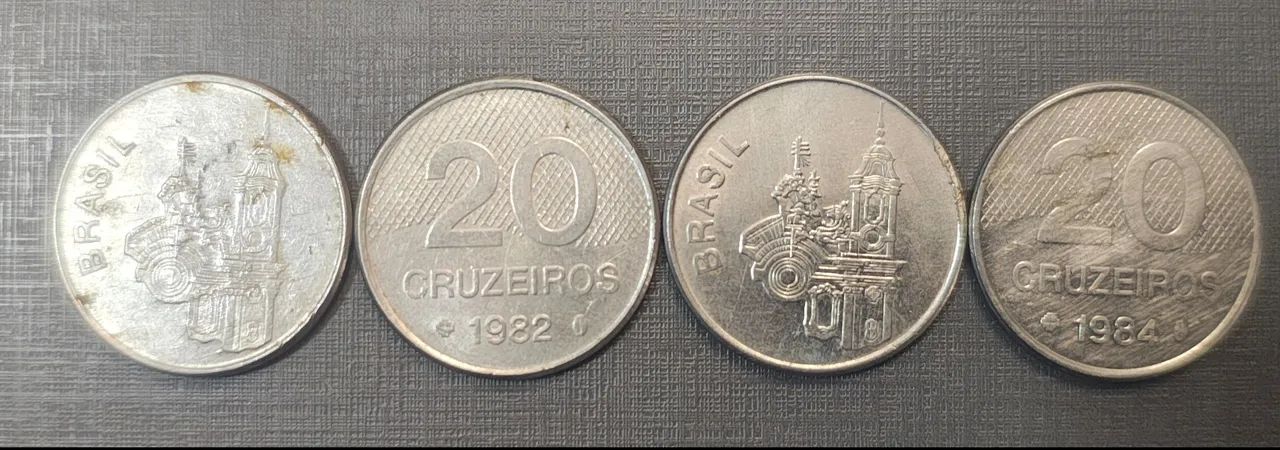 BRASIL
20
CRUZEIROS
1982
BRASIL
20
CRUZEIROS
1984